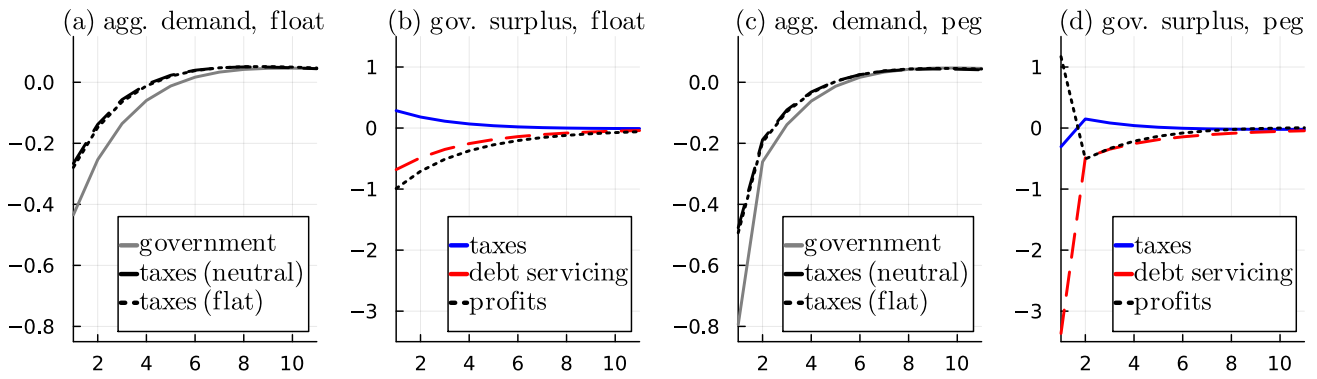 (a) agg. demand, float
0.0
−0.2
−0.4
−0.6
−0.8
government
taxes (neutral)
taxes (flat)
2 4 6 8 10
(b) gov. surplus, float
1
0
−1
−2
−3
taxes
debt servicing
profits
2 4 6 8 10
(c) agg. demand, peg
0.0
−0.2
−0.4
−0.6
−0.8
government
taxes (neutral)
taxes (flat)
2 4 6 8 10
(d) gov. surplus, peg
1
0
−1
−2
−3
taxes
debt servicing
profits
2 4 6 8 10